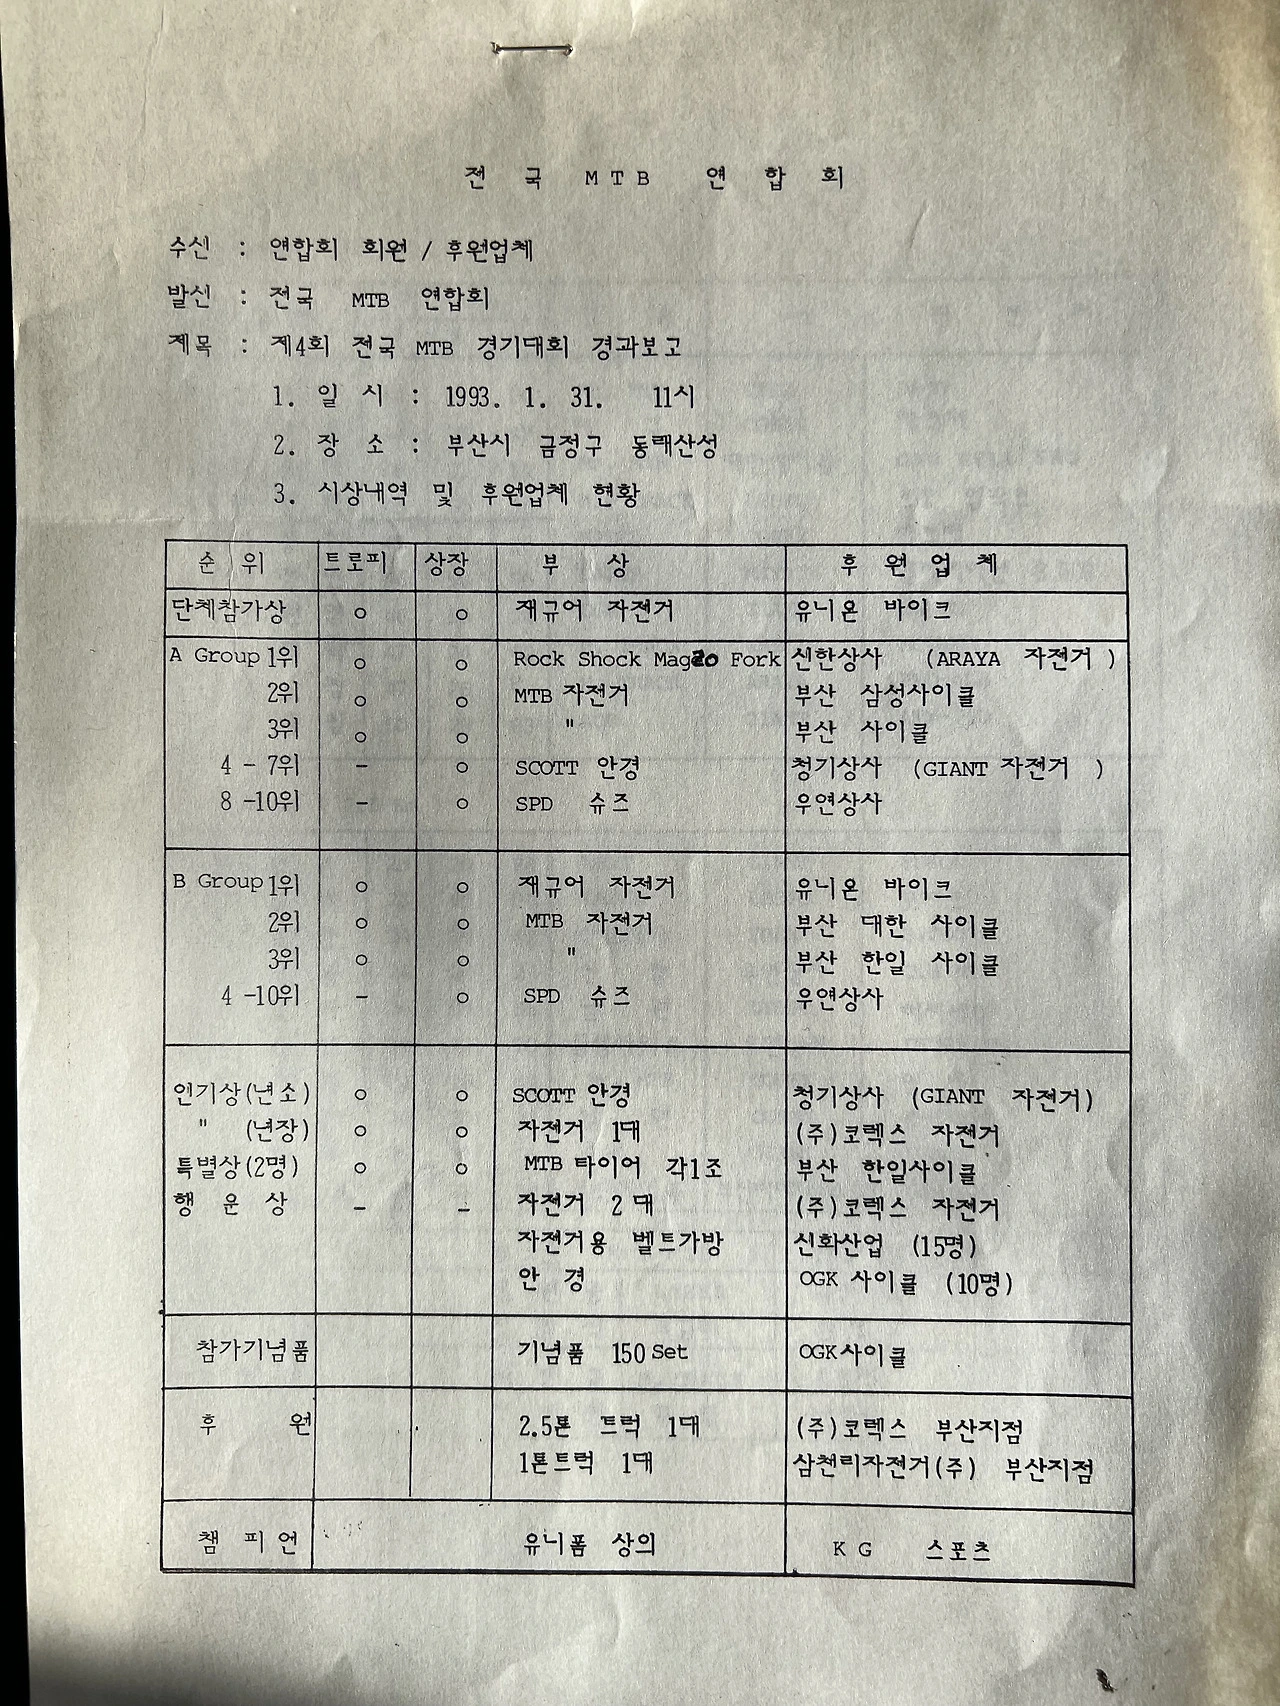 전 국 MTB 연 합 회
수신 : 연합회 회원 / 후원업체
발신 : 전국 MTB 연합회
제목 : 제4회 전국 MTB 경기대회 경과보고
1. 일 시 : 1993. 1. 31. 11시
2. 장 소 : 부산시 금정구 동래산성
3. 시상내역 및 후원업체 현황
순 위 트로피 상장 부 상 후 원 업 체
단체참가상 ○ ○ 재규어 자전거 유니온 바이크
A Group 1위 ○ ○ Rock Shock Mag20 Fork 신한상사 (ARAYA 자전거 )
2위 ○ ○ MTB 자전거 부산 삼성사이클
3위 ○ ○ " 부산 사이클
4 - 7위 - ○ SCOTT 안경 청기상사 (GIANT 자전거 )
8 -10위 - ○ SPD 슈즈 우연상사
B Group 1위 ○ ○ 재규어 자전거 유니온 바이크
2위 ○ ○ MTB 자전거 부산 대한 사이클
3위 ○ ○ " 부산 한일 사이클
4 -10위 - ○ SPD 슈즈 우연상사
인기상(년소) ○ ○ SCOTT 안경 청기상사 (GIANT 자전거)
" (년장) ○ ○ 자전거 1대 (주)코렉스 자전거
특별상(2명) ○ ○ MTB 타이어 각1조 부산 한일사이클
행 운 상 - - 자전거 2 대 (주)코렉스 자전거
자전거용 벨트가방 신화산업 (15명)
안 경 OGK 사이클 (10명)
참가기념품 기념품 150 Set OGK사이클
후 원 2.5톤 트럭 1대 (주)코렉스 부산지점
1톤트럭 1대 삼천리자전거(주) 부산지점
챔 피 언 유니폼 상의 K G 스포츠